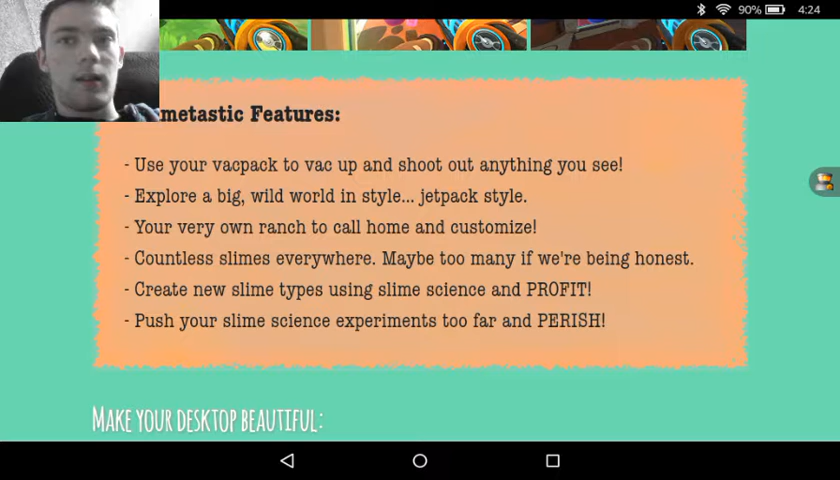 90% 4:24
metastic Features:
- Use your vacpack to vac up and shoot out anything you see!
- Explore a big, wild world in style... jetpack style.
- Your very own ranch to call home and customize!
- Countless slimes everywhere. Maybe too many if we're being honest.
- Create new slime types using slime science and PROFIT!
- Push your slime science experiments too far and PERISH!
Make your desktop beautiful: